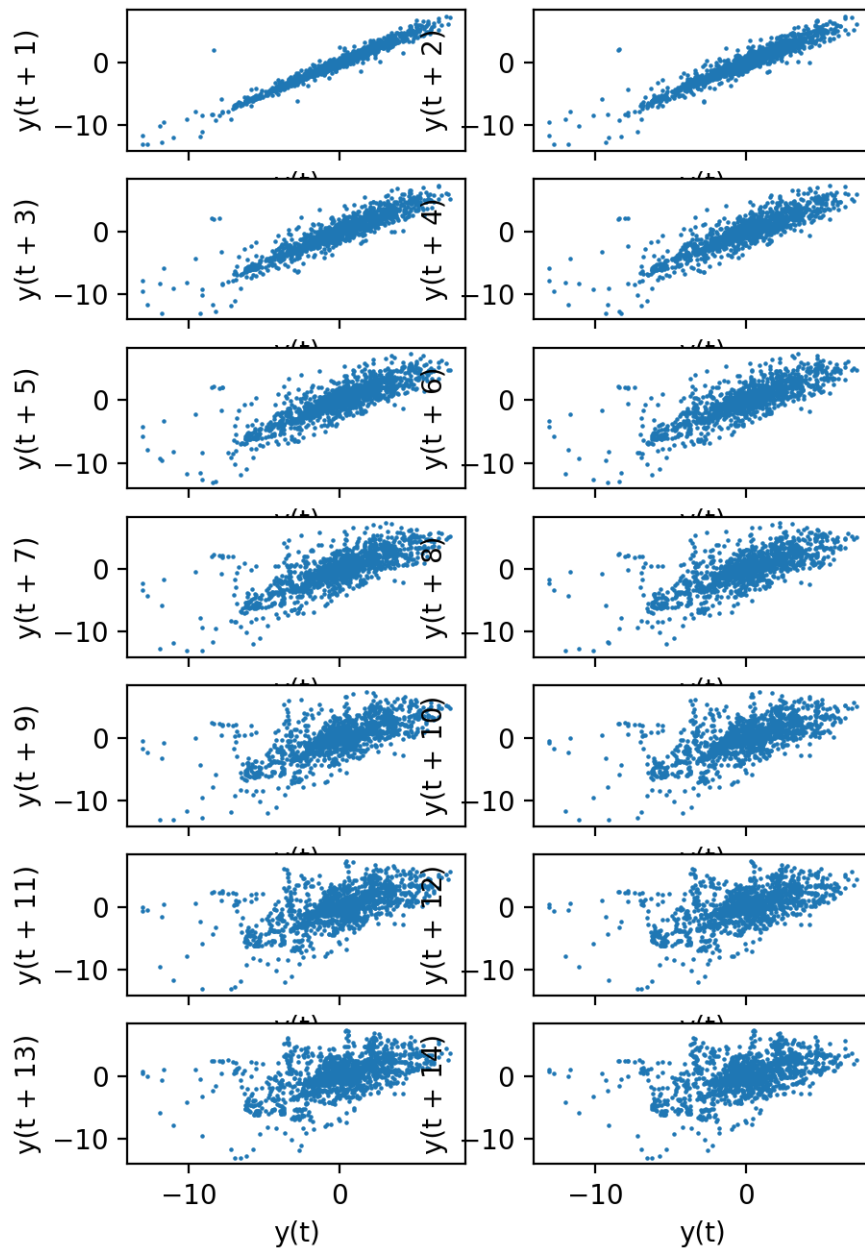 y(t + 1)
0
−10
y(t + 2)
0
−10
y(t)
y(t)
y(t + 3)
0
−10
y(t + 4)
0
−10
y(t)
y(t)
y(t + 5)
0
−10
y(t + 6)
0
−10
y(t)
y(t)
y(t + 7)
0
−10
y(t + 8)
0
−10
y(t)
y(t)
y(t + 9)
0
−10
y(t + 10)
0
−10
y(t)
y(t)
y(t + 11)
0
−10
y(t + 12)
0
−10
y(t)
y(t)
y(t + 13)
0
−10
y(t + 14)
0
−10
−10 0
−10 0
y(t)
y(t)